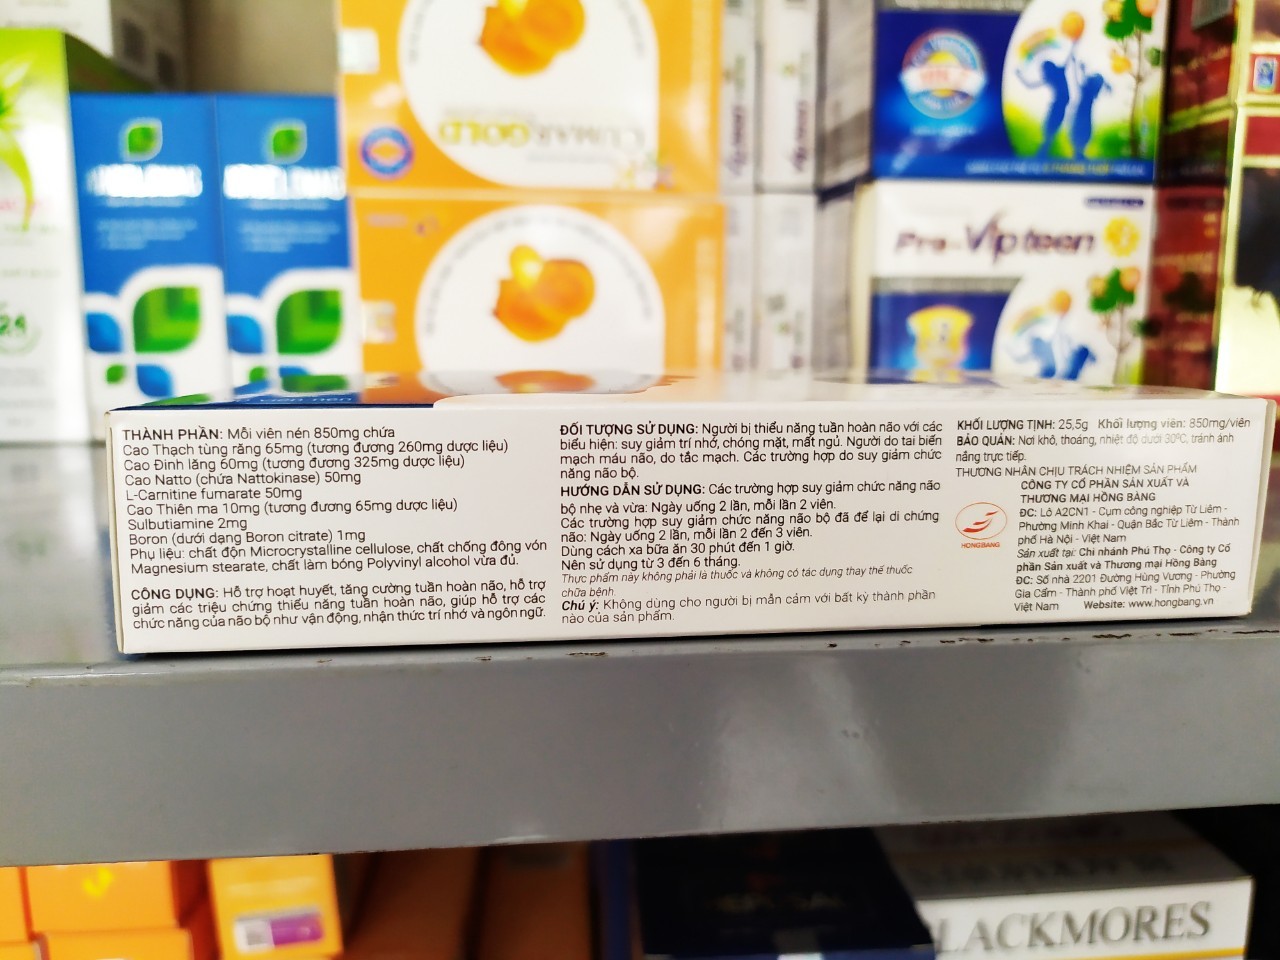 CUMAR GOLD
Pre-Vipteen
viên nén
THÀNH PHẦN: Mỗi viên nén 850mg chứa
Cao Thạch tùng răng 65mg (tương đương 260mg dược liệu)
Cao Đinh lăng 60mg (tương đương 325mg dược liệu)
Cao Natto (chứa Nattokinase) 50mg
L-Carnitine fumarate 50mg
Cao Thiên ma 10mg (tương đương 65mg dược liệu)
Sulbutiamine 2mg
Boron (dưới dạng Boron citrate) 1mg
Phụ liệu: chất độn Microcrystalline cellulose, chất chống đông vón
Magnesium stearate, chất làm bóng Polyvinyl alcohol vừa đủ.
CÔNG DỤNG: Hỗ trợ hoạt huyết, tăng cường tuần hoàn não, hỗ trợ
giảm các triệu chứng thiểu năng tuần hoàn não, giúp hỗ trợ các
chức năng của não bộ như vận động, nhận thức trí nhớ và ngôn ngữ.
ĐỐI TƯỢNG SỬ DỤNG: Người bị thiểu năng tuần hoàn não với các
biểu hiện: suy giảm trí nhớ, chóng mặt, mất ngủ. Người do tai biến
mạch máu não, do tắc mạch. Các trường hợp do suy giảm chức
năng não bộ.
HƯỚNG DẪN SỬ DỤNG: Các trường hợp suy giảm chức năng não
bộ nhẹ và vừa: Ngày uống 2 lần, mỗi lần 2 viên.
Các trường hợp suy giảm chức năng não bộ đã để lại di chứng
não: Ngày uống 2 lần, mỗi lần 2 đến 3 viên.
Dùng cách xa bữa ăn 30 phút đến 1 giờ.
Nên sử dụng từ 3 đến 6 tháng.
Thực phẩm này không phải là thuốc và không có tác dụng thay thế thuốc
chữa bệnh.
Chú ý: Không dùng cho người bị mẫn cảm với bất kỳ thành phần
nào của sản phẩm.
KHỐI LƯỢNG TỊNH: 25,5g Khối lượng viên: 850mg/viên
BẢO QUẢN: Nơi khô, thoáng, nhiệt độ dưới 30ºC, tránh ánh
nắng trực tiếp.
THƯƠNG NHÂN CHỊU TRÁCH NHIỆM SẢN PHẨM
CÔNG TY CỔ PHẦN SẢN XUẤT VÀ
THƯƠNG MẠI HỒNG BÀNG
ĐC: Lô A2CN1 - Cụm công nghiệp Từ Liêm -
Phường Minh Khai - Quận Bắc Từ Liêm - Thành
phố Hà Nội - Việt Nam
Sản xuất tại: Chi nhánh Phú Thọ - Công ty Cổ
phần Sản xuất và Thương mại Hồng Bàng
ĐC: Số nhà 2201 Đường Hùng Vương - Phường
Gia Cẩm - Thành phố Việt Trì - Tỉnh Phú Thọ -
Việt Nam Website: www.hongbang.vn
HONGBANG
LACKMORES